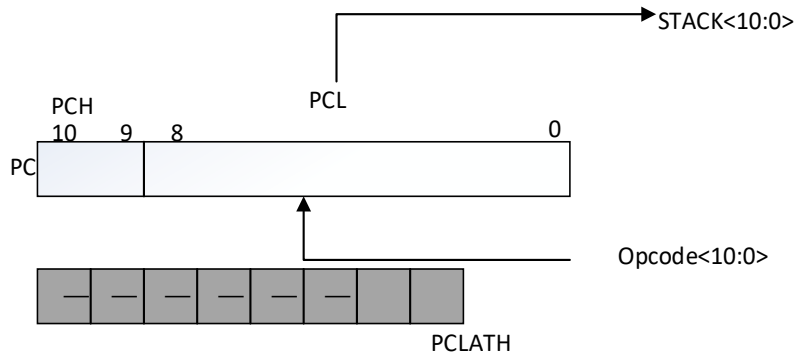 STACK<10:0>
PCL
PCH
10 9 8 0
PC
Opcode<10:0>
— — — — — —
PCLATH